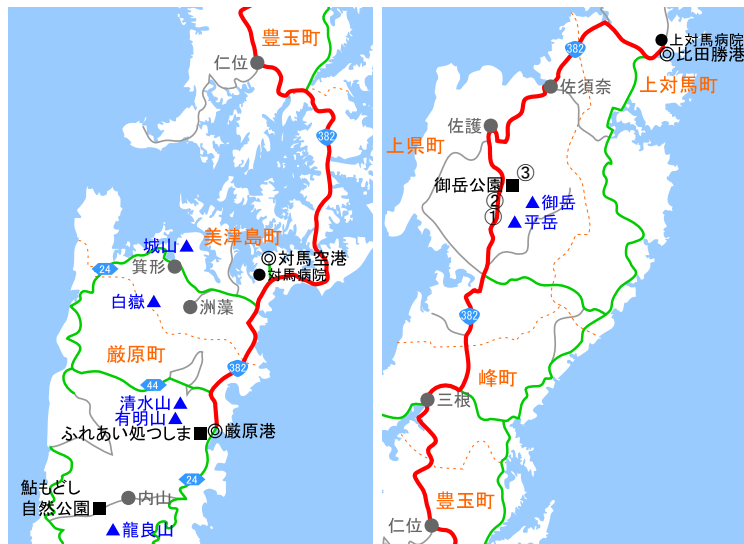 豊玉町
仁位
382
美津島町
城山
対馬空港
対馬病院
24
箕形
白嶽
洲藻
厳原町
382
44
清水山
有明山
ふれあい処つしま
厳原港
24
鮎もどし
自然公園
内山
龍良山
上対馬病院
比田勝港
382
佐須奈
上対馬町
佐護
上県町
③
御岳公園
②
御岳
①
平岳
382
峰町
三根
豊玉町
仁位